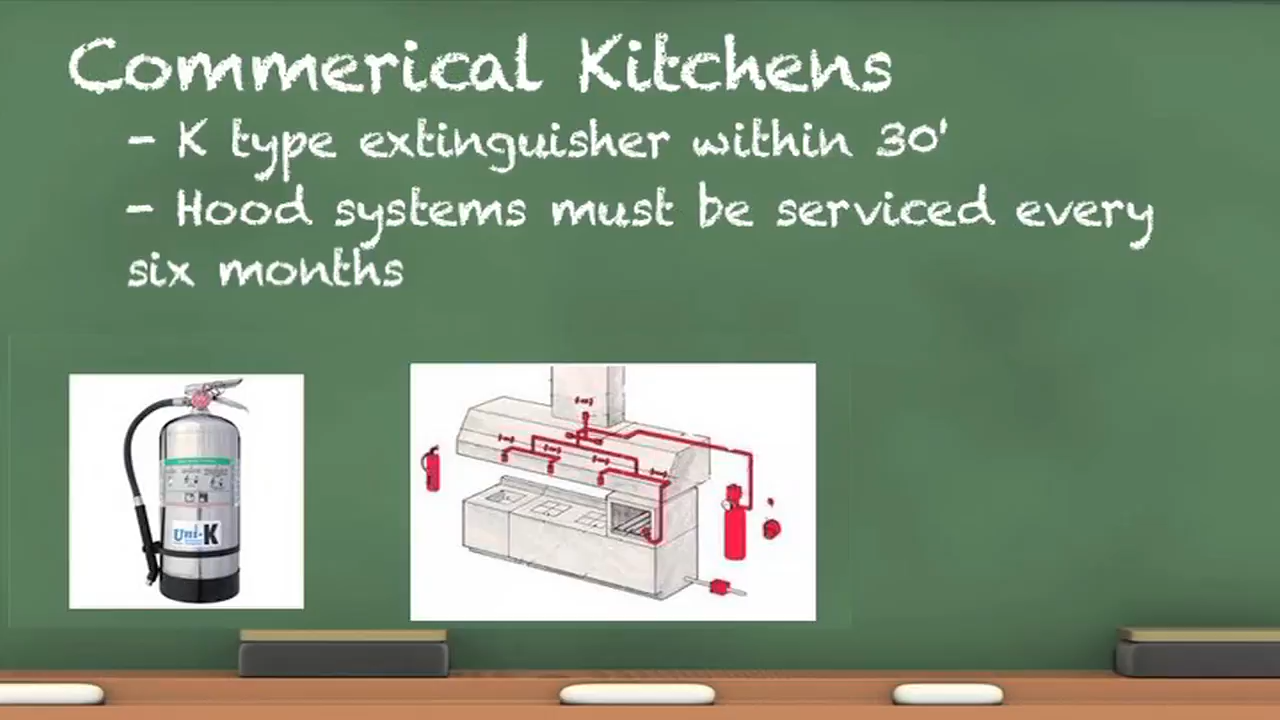 Commerical Kitchens
- K type extinguisher within 30'
- Hood systems must be serviced every
six months
Uni-K